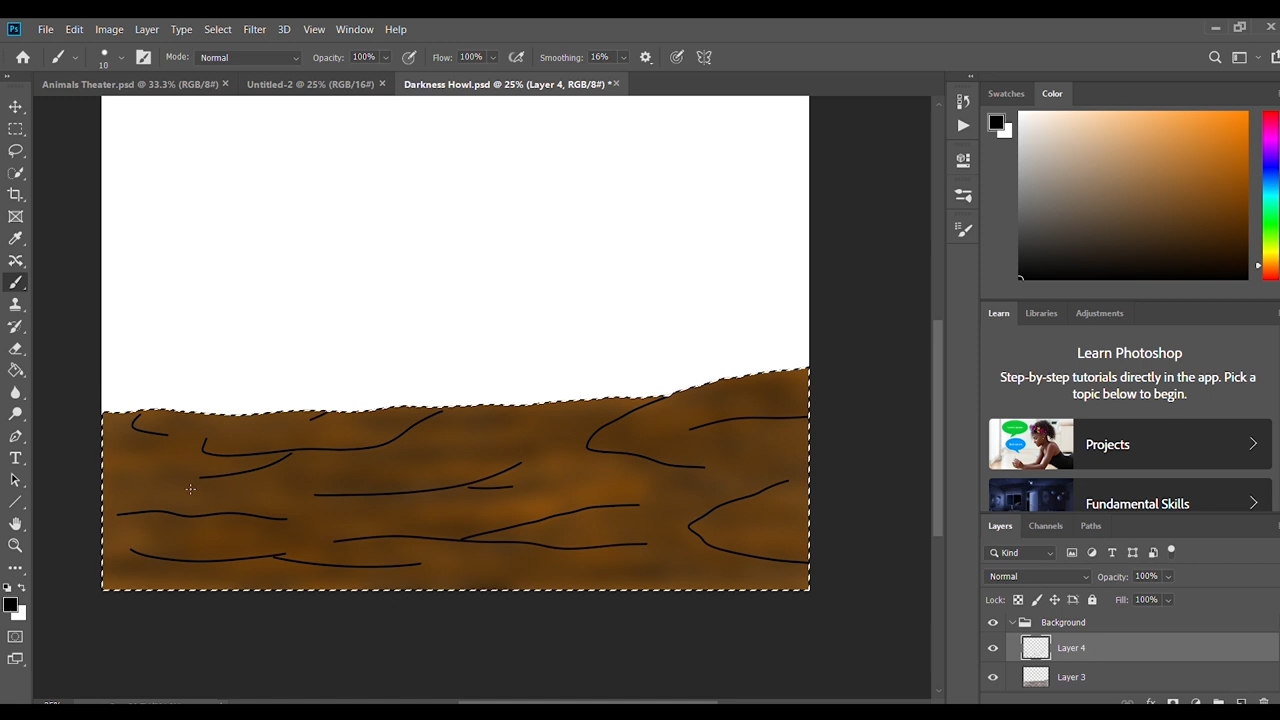 Ps File Edit Image Layer Type Select Filter 3D View Window Help
10 Mode: Normal Opacity: 100% Flow: 100% Smoothing: 16%
Animals Theater.psd @ 33.3% (RGB/8#) × Untitled-2 @ 25% (RGB/16#) × Darkness Howl.psd @ 25% (Layer 4, RGB/8#) * ×
Swatches Color
Learn Libraries Adjustments
Learn Photoshop
Step-by-step tutorials directly in the app. Pick a
topic below to begin.
Projects
Fundamental Skills
Layers Channels Paths
Kind
Normal Opacity: 100%
Lock: Fill: 100%
Background
Layer 4
Layer 3